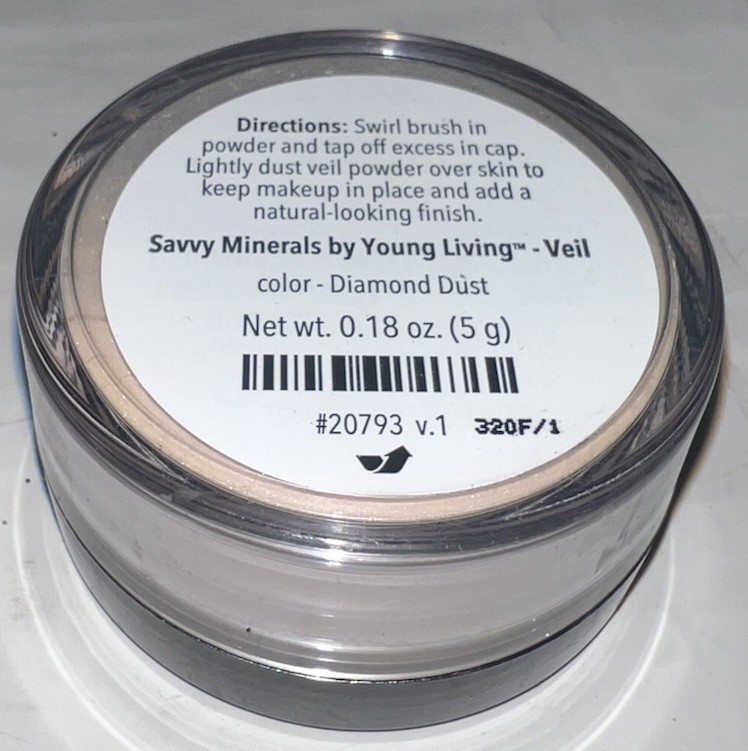 Directions: Swirl brush in
powder and tap off excess in cap.
Lightly dust veil powder over skin to
keep makeup in place and add a
natural-looking finish.
Savvy Minerals by Young Living™ - Veil
color - Diamond Dust
Net wt. 0.18 oz. (5 g)
#20793 v.1 320F/1